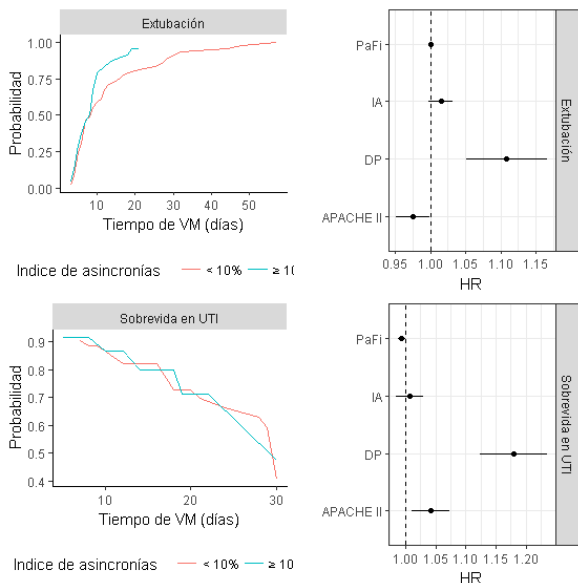 Extubación
Probabilidad
1.00
0.75
0.50
0.25
0.00
10 20 30 40 50
Tiempo de VM (días)
Indice de asincronías < 10% ≥ 10
PaFi
IA
DP
APACHE II
0.95 1.00 1.05 1.10 1.15
HR
Extubación
Sobrevida en UTI
Probabilidad
0.9
0.8
0.7
0.6
0.5
0.4
10 20 30
Tiempo de VM (días)
Indice de asincronías < 10% ≥ 10
PaFi
IA
DP
APACHE II
1.00 1.05 1.10 1.20
HR
Sobrevida en UTI